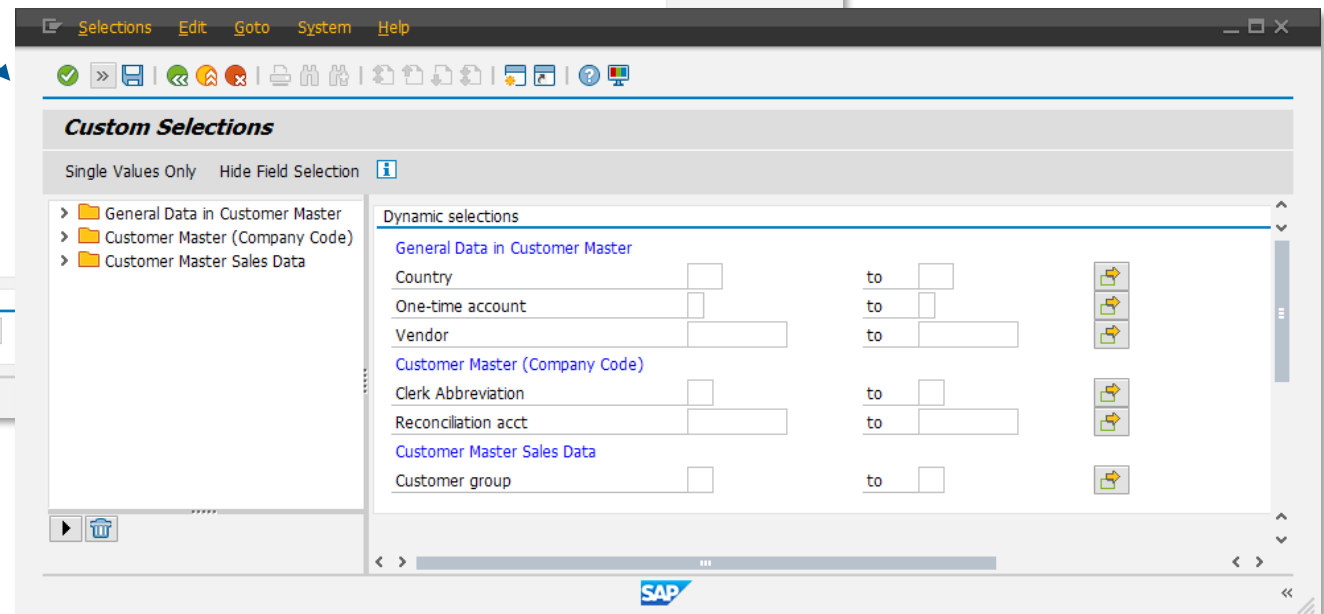 Selections Edit Goto System Help
Custom Selections
Single Values Only Hide Field Selection
General Data in Customer Master
Customer Master (Company Code)
Customer Master Sales Data
Dynamic selections
General Data in Customer Master
Country to
One-time account to
Vendor to
Customer Master (Company Code)
Clerk Abbreviation to
Reconciliation acct to
Customer Master Sales Data
Customer group to
SAP